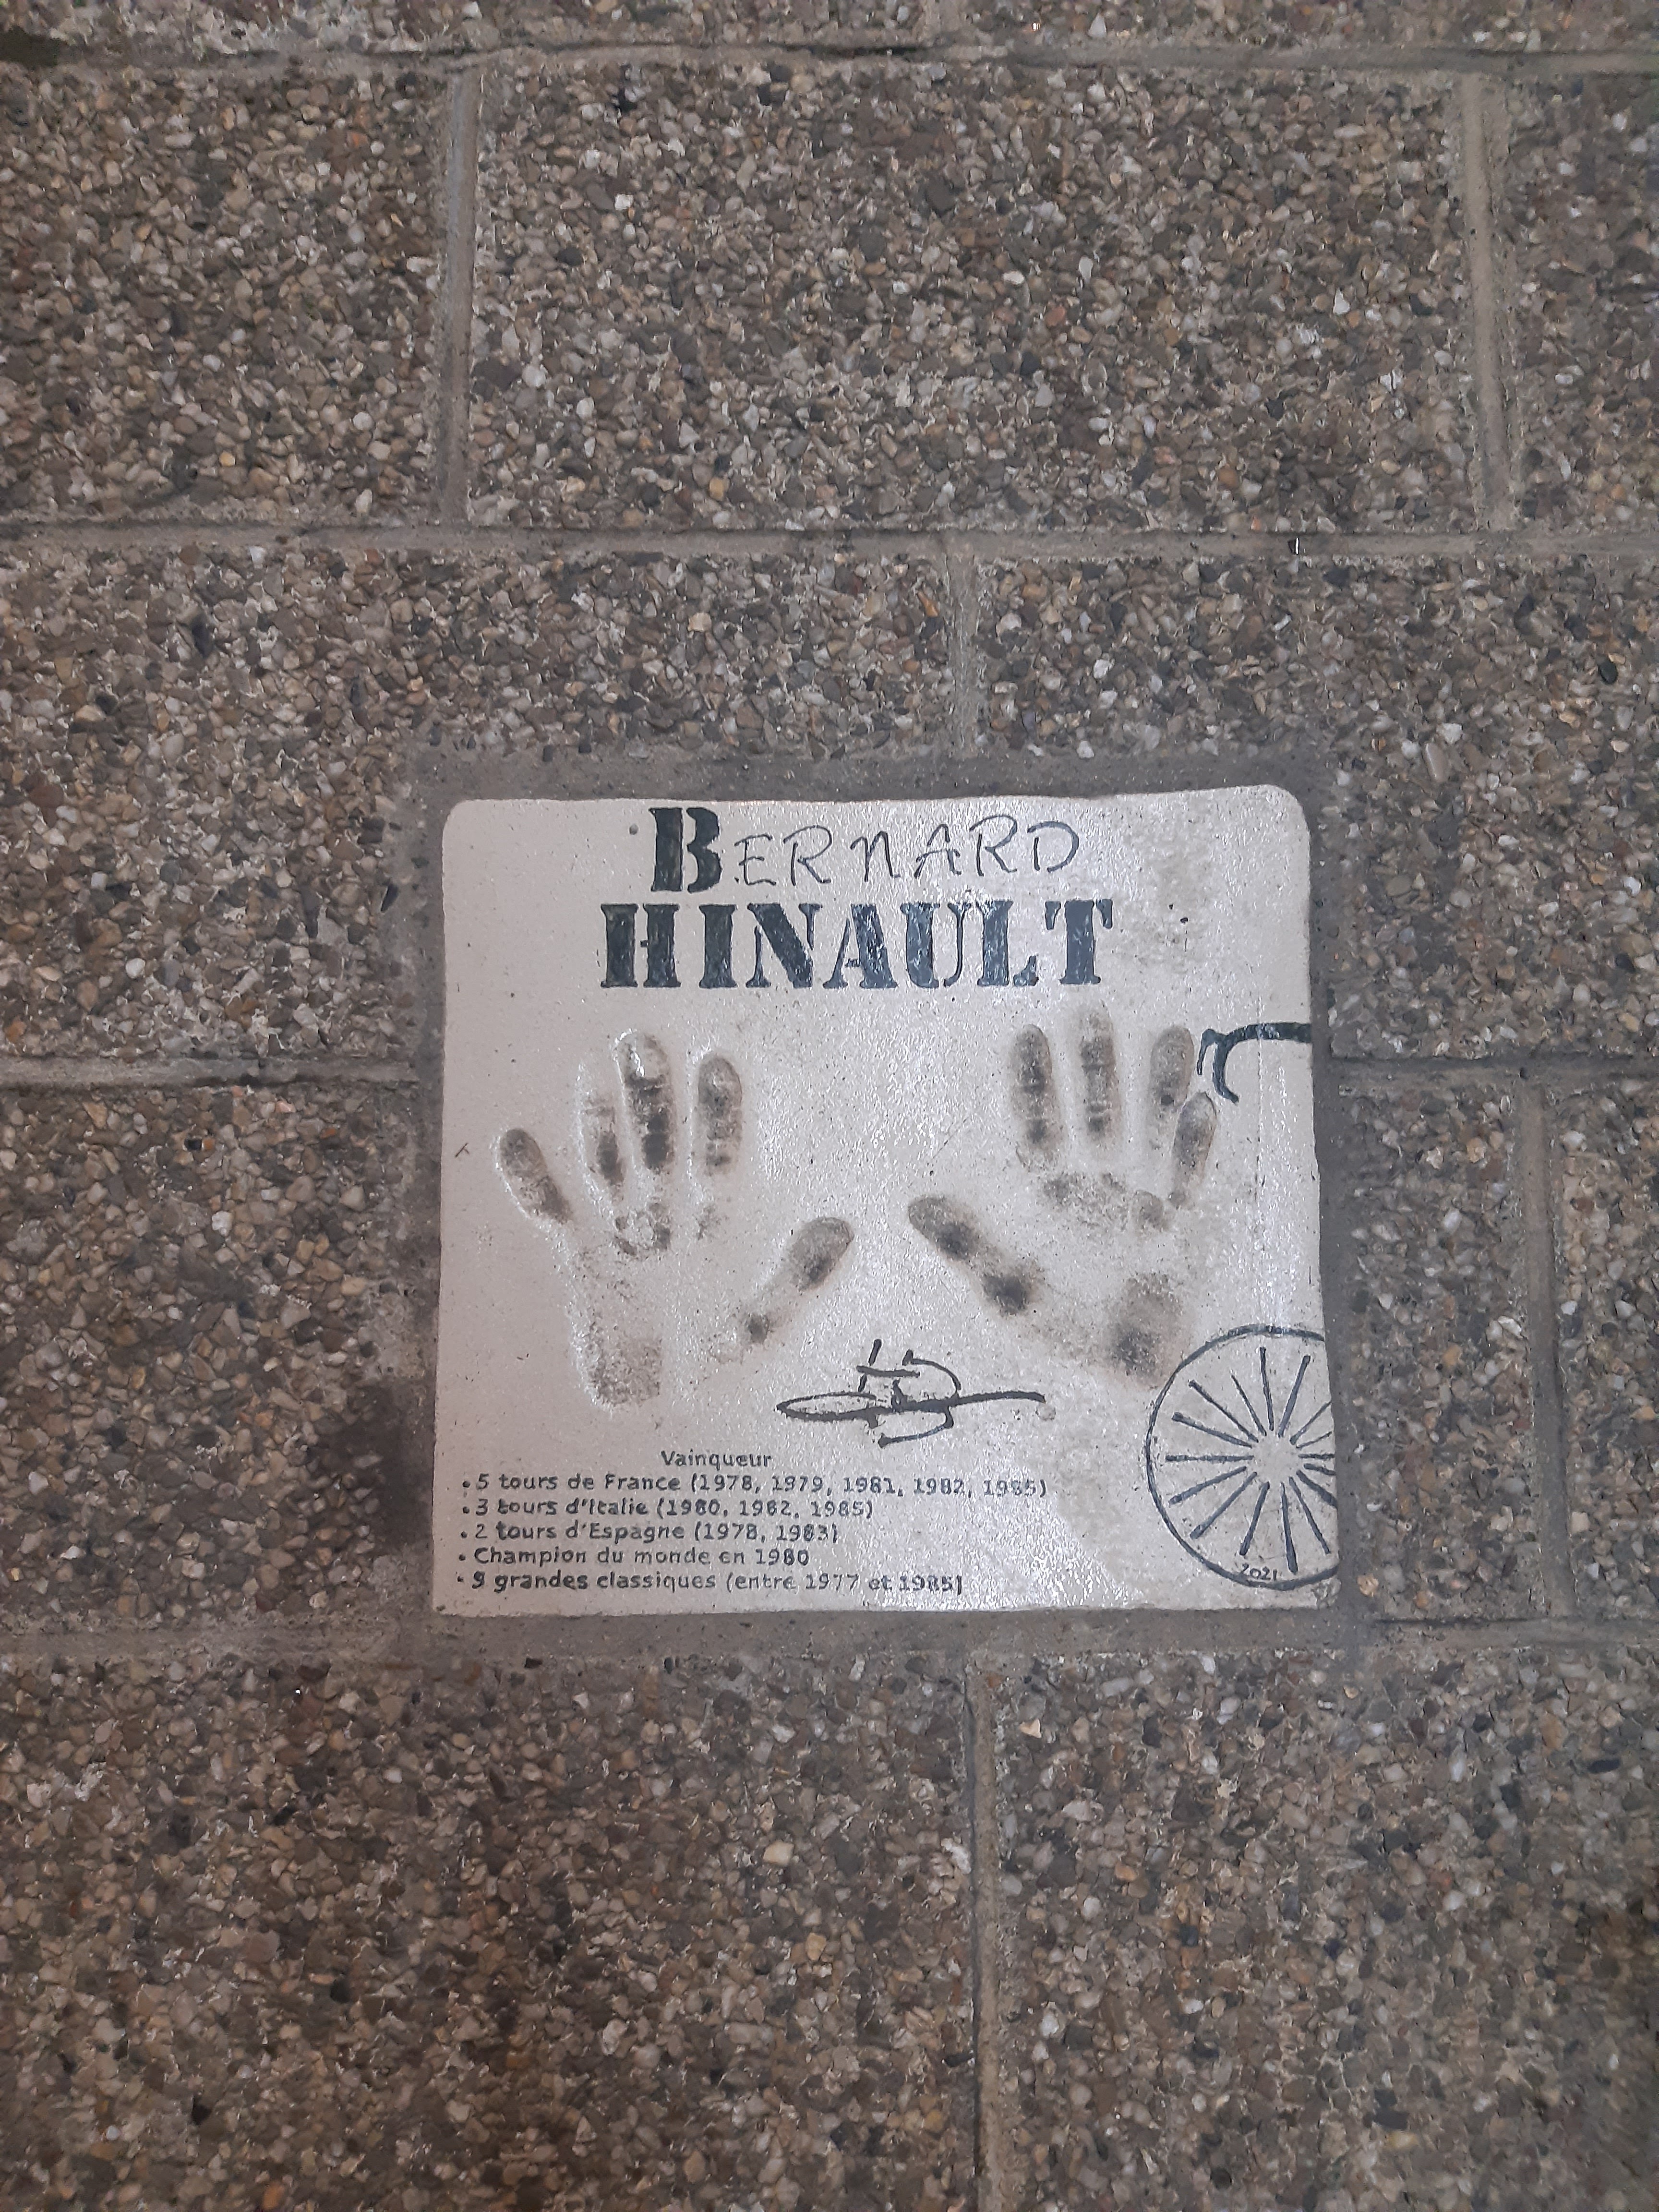 BERNARD
HINAULT
Vainqueur
• 5 tours de France (1978, 1979, 1981, 1982, 1985)
• 3 tours d'Italie (1980, 1982, 1985)
• 2 tours d'Espagne (1978, 1983)
• Champion du monde en 1980
• 9 grandes classiques (entre 1977 et 1985)
2021